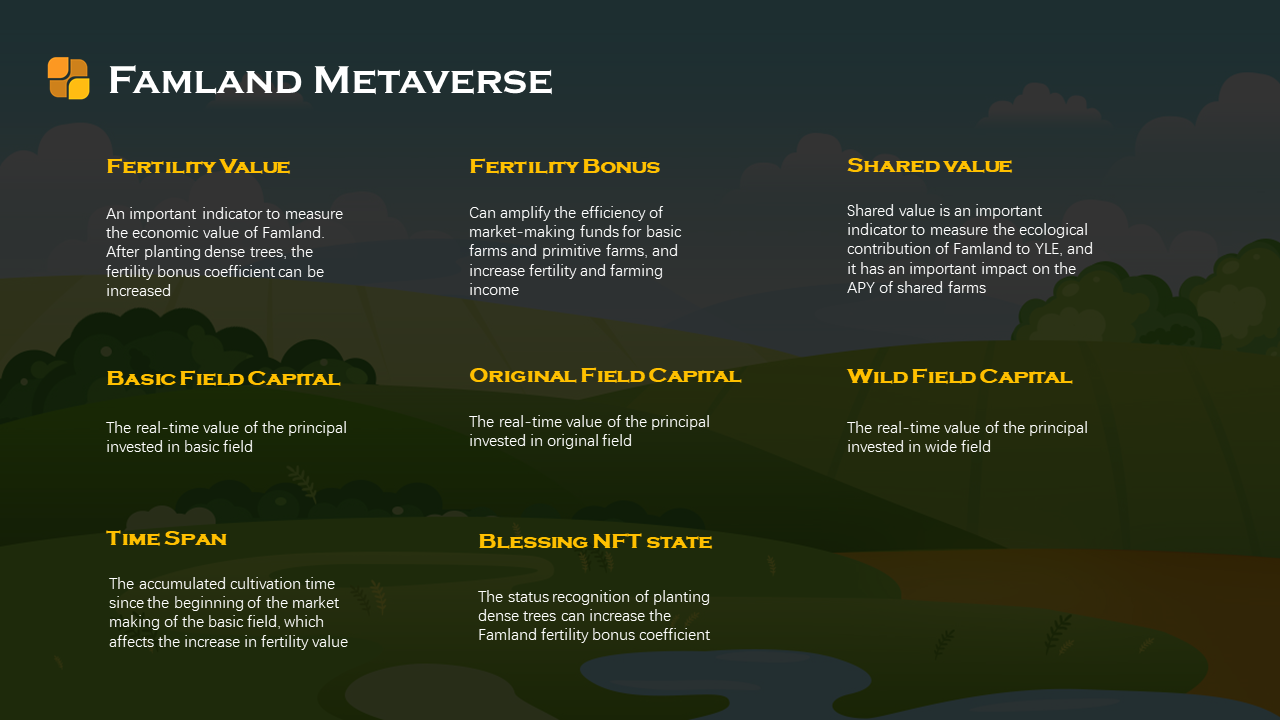 Famland Metaverse
Fertility Value
An important indicator to measure
the economic value of Famland.
After planting dense trees, the
fertility bonus coefficient can be
increased
Fertility Bonus
Can amplify the efficiency of
market-making funds for basic
farms and primitive farms, and
increase fertility and farming
income
Shared value
Shared value is an important
indicator to measure the ecological
contribution of Famland to YLE, and
it has an important impact on the
APY of shared farms
Basic Field Capital
The real-time value of the principal
invested in basic field
Original Field Capital
The real-time value of the principal
invested in original field
Wild Field Capital
The real-time value of the principal
invested in wide field
Time Span
The accumulated cultivation time
since the beginning of the market
making of the basic field, which
affects the increase in fertility value
Blessing NFT state
The status recognition of planting
dense trees can increase the
Famland fertility bonus coefficient